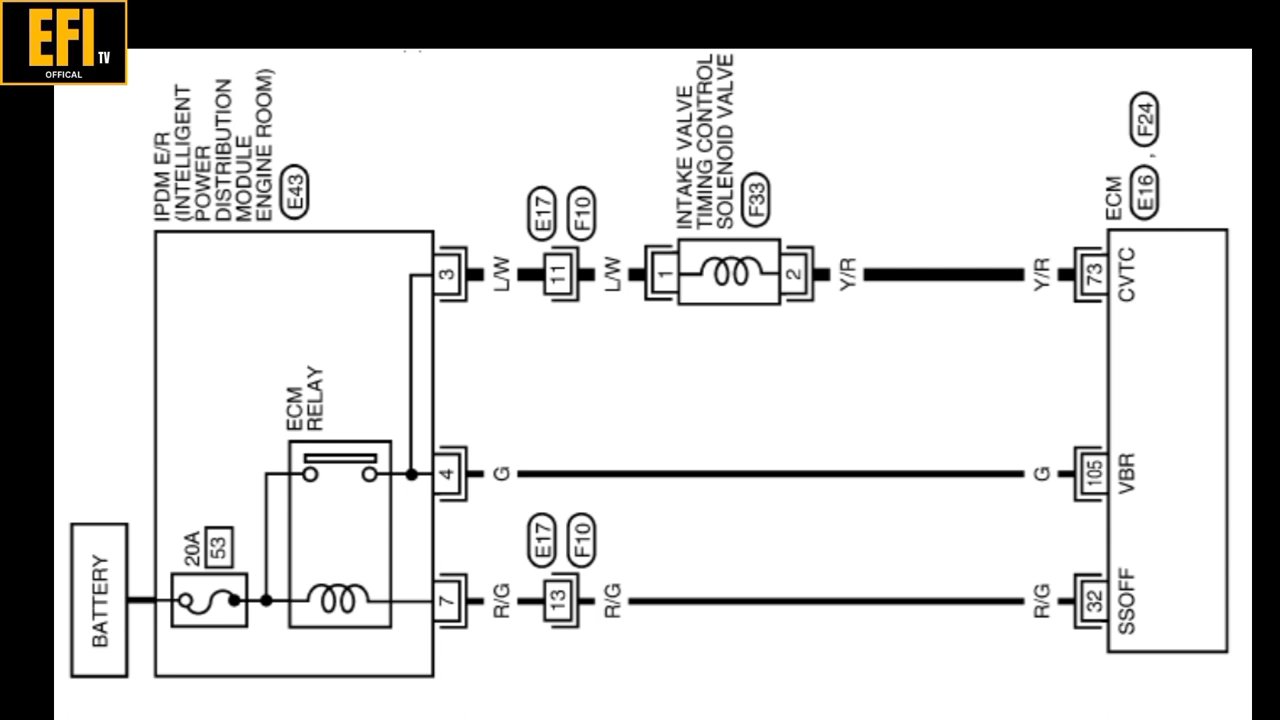 EFI TV
OFFICAL
IPDM E/R
(INTELLIGENT
POWER
DISTRIBUTION
MODULE
ENGINE ROOM)
E43
INTAKE VALVE
TIMING CONTROL
SOLENOID VALVE
F33
ECM
E16 , F24
E17
F10
3
L/W
11
L/W
1
2
Y/R
Y/R
73
CVTC
ECM
RELAY
4
G
G
105
VBR
BATTERY
20A
53
E17
F10
7
R/G
13
R/G
R/G
32
SSOFF